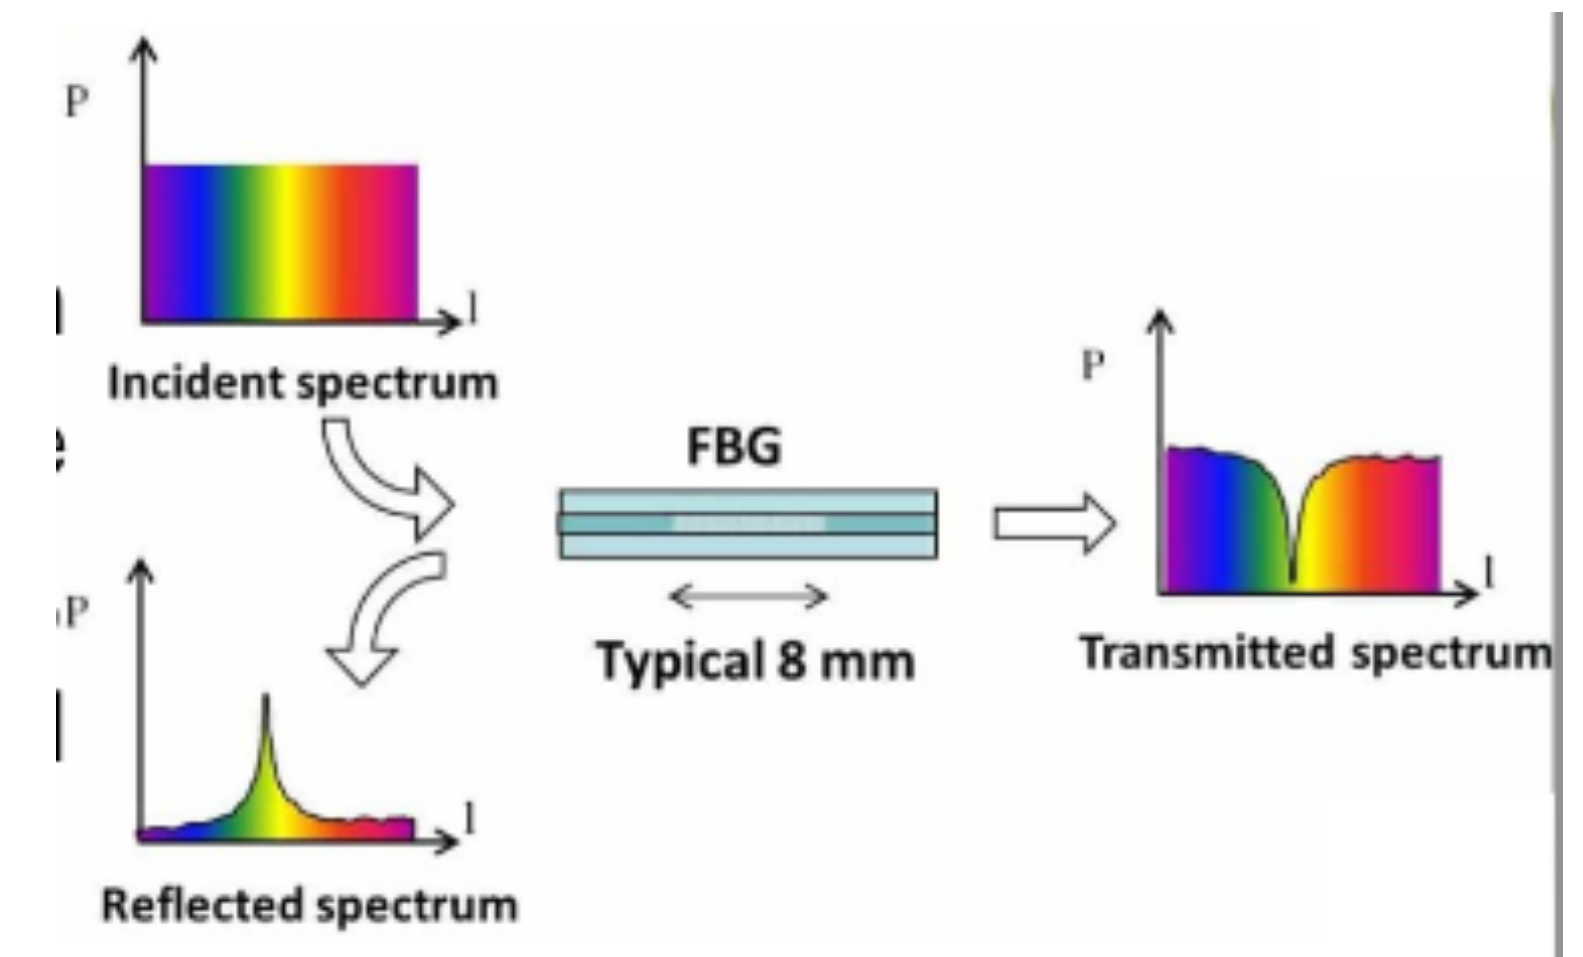 P
l
Incident spectrum
FBG
Typical 8 mm
P
l
Transmitted spectrum
P
l
Reflected spectrum